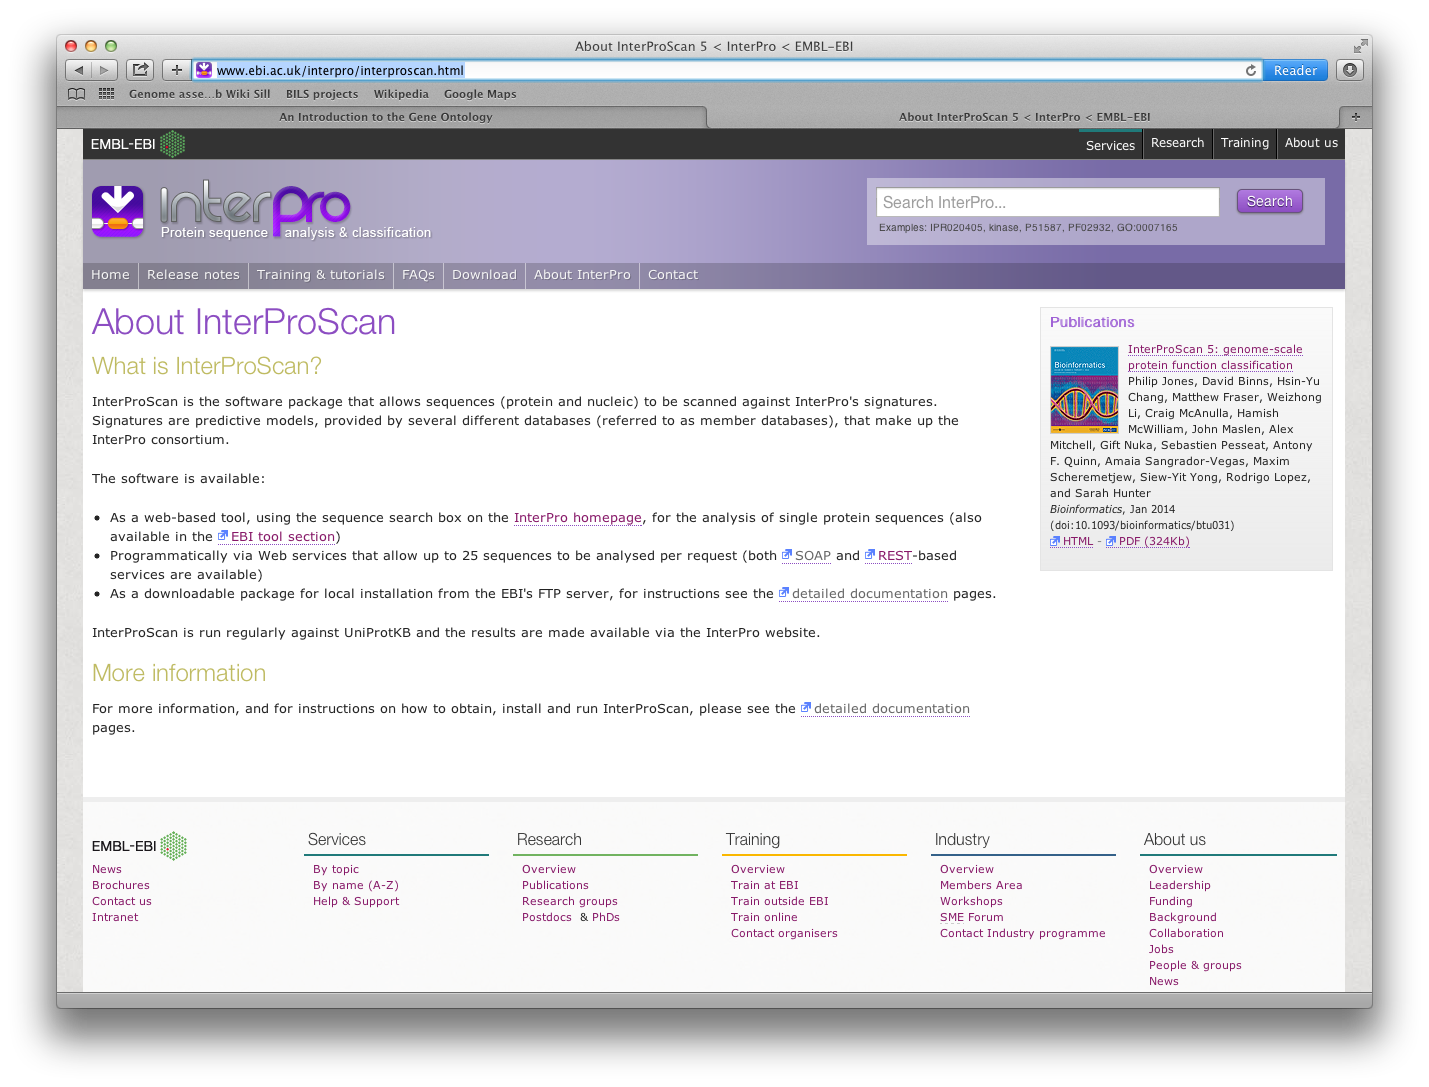 About InterProScan 5 < InterPro < EMBL-EBI
www.ebi.ac.uk/interpro/interproscan.html
Reader
Genome asse...b Wiki Sill BILS projects Wikipedia Google Maps
An Introduction to the Gene Ontology
About InterProScan 5 < InterPro < EMBL-EBI
EMBL-EBI
Services Research Training About us
InterPro
Protein sequence analysis & classification
Search InterPro...
Search
Examples: IPR020405, kinase, P51587, PF02932, GO:0007165
Home Release notes Training & tutorials FAQs Download About InterPro Contact
About InterProScan
What is InterProScan?
InterProScan is the software package that allows sequences (protein and nucleic) to be scanned against InterPro's signatures.
Signatures are predictive models, provided by several different databases (referred to as member databases), that make up the
InterPro consortium.
The software is available:
• As a web-based tool, using the sequence search box on the InterPro homepage, for the analysis of single protein sequences (also
available in the EBI tool section)
• Programmatically via Web services that allow up to 25 sequences to be analysed per request (both SOAP and REST-based
services are available)
• As a downloadable package for local installation from the EBI's FTP server, for instructions see the detailed documentation pages.
InterProScan is run regularly against UniProtKB and the results are made available via the InterPro website.
More information
For more information, and for instructions on how to obtain, install and run InterProScan, please see the detailed documentation
pages.
Publications
Bioinformatics
InterProScan 5: genome-scale
protein function classification
Philip Jones, David Binns, Hsin-Yu
Chang, Matthew Fraser, Weizhong
Li, Craig McAnulla, Hamish
McWilliam, John Maslen, Alex
Mitchell, Gift Nuka, Sebastien Pesseat, Antony
F. Quinn, Amaia Sangrador-Vegas, Maxim
Scheremetjew, Siew-Yit Yong, Rodrigo Lopez,
and Sarah Hunter
Bioinformatics, Jan 2014
(doi:10.1093/bioinformatics/btu031)
HTML - PDF (324Kb)
EMBL-EBI
News
Brochures
Contact us
Intranet
Services
By topic
By name (A-Z)
Help & Support
Research
Overview
Publications
Research groups
Postdocs & PhDs
Training
Overview
Train at EBI
Train outside EBI
Train online
Contact organisers
Industry
Overview
Members Area
Workshops
SME Forum
Contact Industry programme
About us
Overview
Leadership
Funding
Background
Collaboration
Jobs
People & groups
News